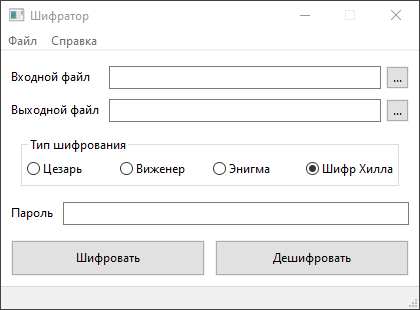 Шифратор
Файл Справка
Входной файл ...
Выходной файл ...
Тип шифрования
Цезарь Виженер Энигма Шифр Хилла
Пароль
Шифровать Дешифровать